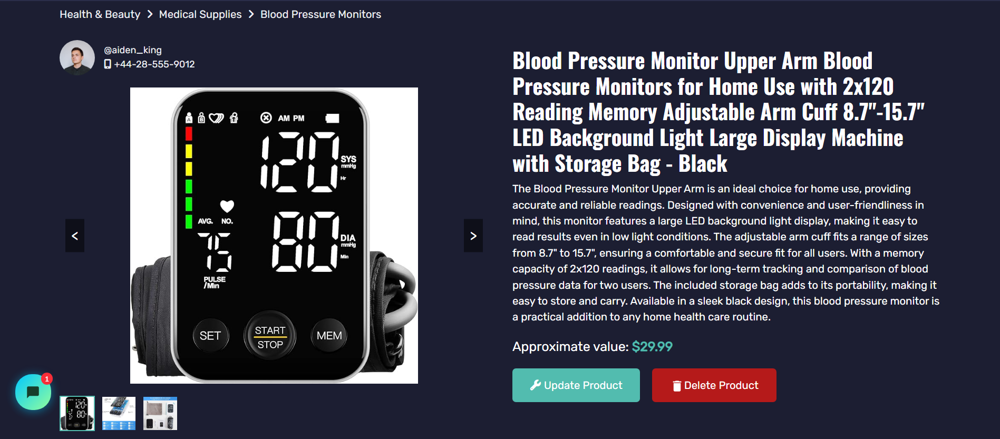 Health & Beauty > Medical Supplies > Blood Pressure Monitors
@aiden_king
+44-28-555-9012
A B AM PM
120
SYS
mmHg
Hr
AVG. NO.
80
DIA
mmHg
Min
75
PULSE
/Min
SET
START
STOP
MEM
<
>
Blood Pressure Monitor Upper Arm Blood
Pressure Monitors for Home Use with 2x120
Reading Memory Adjustable Arm Cuff 8.7"-15.7"
LED Background Light Large Display Machine
with Storage Bag - Black
The Blood Pressure Monitor Upper Arm is an ideal choice for home use, providing
accurate and reliable readings. Designed with convenience and user-friendliness in
mind, this monitor features a large LED background light display, making it easy to
read results even in low light conditions. The adjustable arm cuff fits a range of sizes
from 8.7" to 15.7", ensuring a comfortable and secure fit for all users. With a memory
capacity of 2x120 readings, it allows for long-term tracking and comparison of blood
pressure data for two users. The included storage bag adds to its portability, making it
easy to store and carry. Available in a sleek black design, this blood pressure monitor is
a practical addition to any home health care routine.
Approximate value: $29.99
Update Product
Delete Product
1
120
80